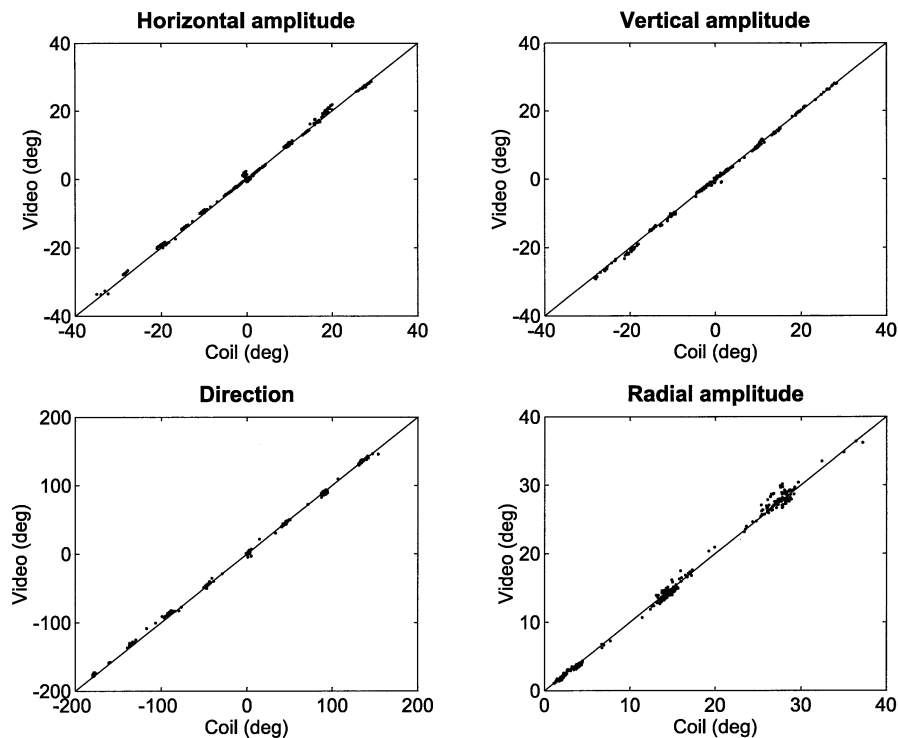 Horizontal amplitude
40
20
0
-20
-40
-40 -20 0 20 40
Video (deg)
Coil (deg)
Vertical amplitude
40
20
0
-20
-40
-40 -20 0 20 40
Video (deg)
Coil (deg)
Direction
200
100
0
-100
-200
-200 -100 0 100 200
Video (deg)
Coil (deg)
Radial amplitude
40
30
20
10
0
0 10 20 30 40
Video (deg)
Coil (deg)